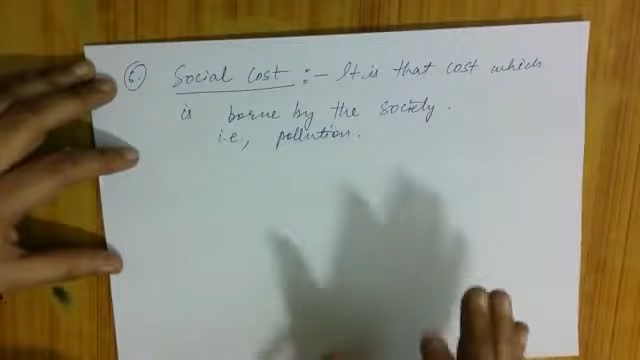 6. Social Cost :- It is that cost which
is borne by the society.
i.e., pollution.